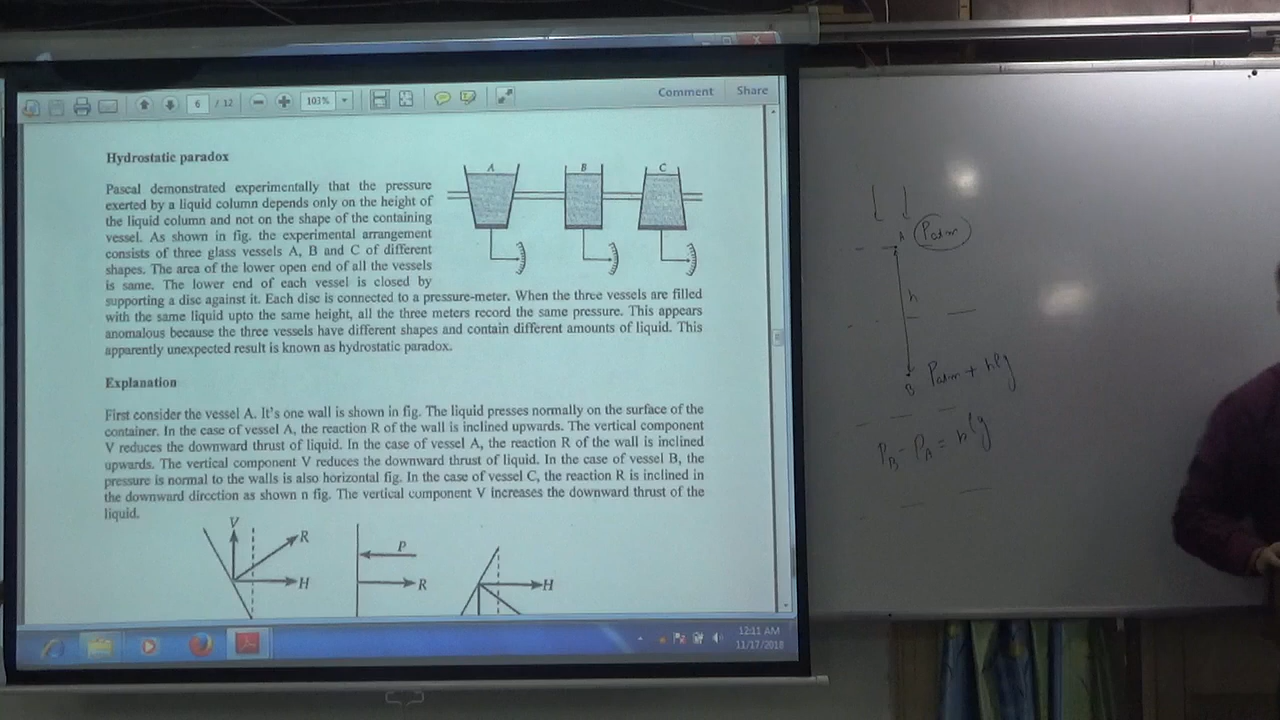 Comment
Share
6 / 12
103%
Hydrostatic paradox
Pascal demonstrated experimentally that the pressure
exerted by a liquid column depends only on the height of
the liquid column and not on the shape of the containing
vessel. As shown in fig. the experimental arrangement
consists of three glass vessels A, B and C of different
shapes. The area of the lower open end of all the vessels
is same. The lower end of each vessel is closed by
supporting a disc against it. Each disc is connected to a pressure-meter. When the three vessels are filled
with the same liquid upto the same height, all the three meters record the same pressure. This appears
anomalous because the three vessels have different shapes and contain different amounts of liquid. This
apparently unexpected result is known as hydrostatic paradox.
A
B
C
Explanation
First consider the vessel A. It's one wall is shown in fig. The liquid presses normally on the surface of the
container. In the case of vessel A, the reaction R of the wall is inclined upwards. The vertical component
V reduces the downward thrust of liquid. In the case of vessel A, the reaction R of the wall is inclined
upwards. The vertical component V reduces the downward thrust of liquid. In the case of vessel B, the
pressure is normal to the walls is also horizontal fig. In the case of vessel C, the reaction R is inclined in
the downward direction as shown n fig. The vertical component V increases the downward thrust of the
liquid.
V
R
H
P
R
H
12:11 AM
11/17/2018
A
Patm
h
B
Patm + hρg
PB - PA = hρg